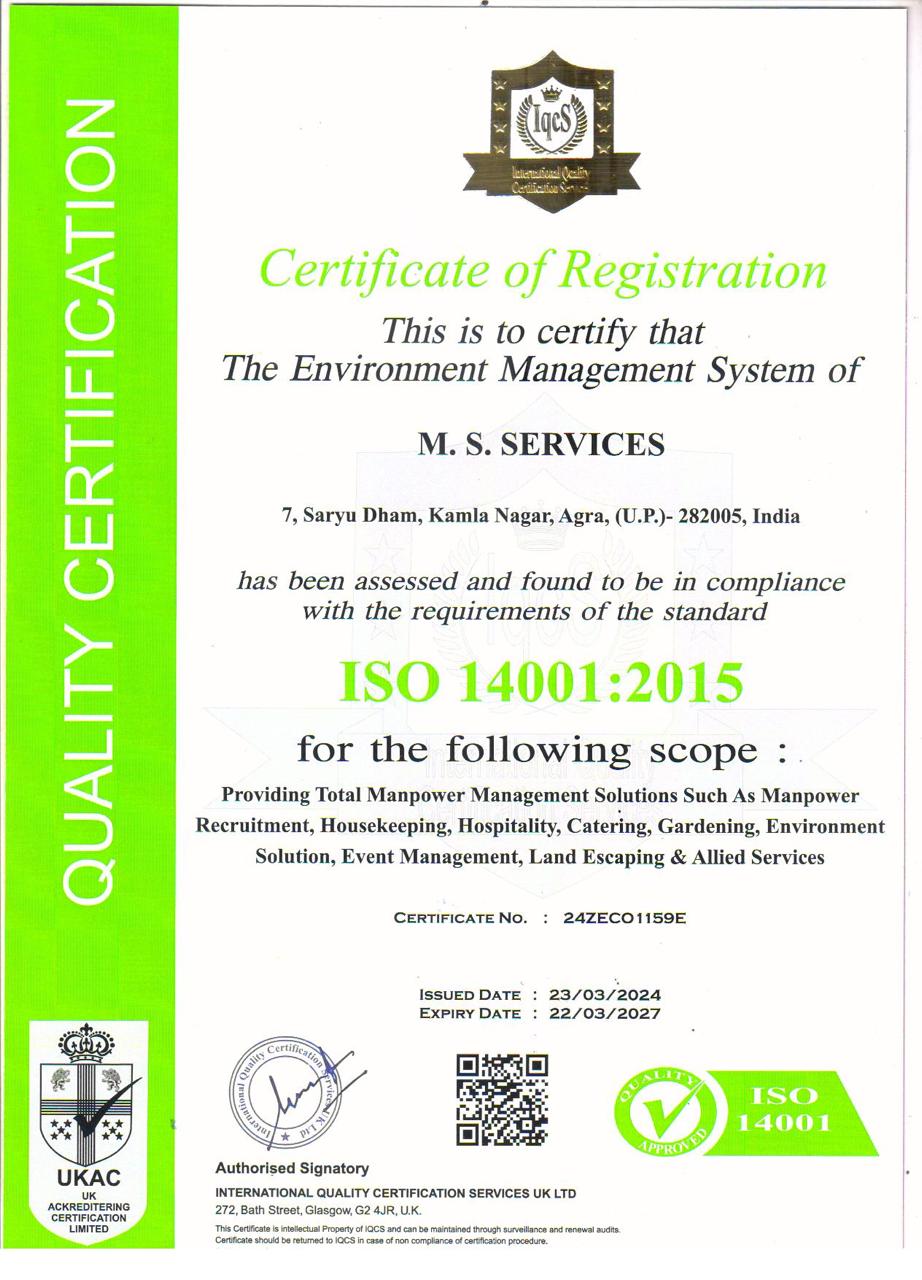 QUALITY CERTIFICATION
IqcS
International Quality
Certification Services
Certificate of Registration
This is to certify that
The Environment Management System of
M. S. SERVICES
7, Saryu Dham, Kamla Nagar, Agra, (U.P.)- 282005, India
has been assessed and found to be in compliance
with the requirements of the standard
ISO 14001:2015
for the following scope :
Providing Total Manpower Management Solutions Such As Manpower
Recruitment, Housekeeping, Hospitality, Catering, Gardening, Environment
Solution, Event Management, Land Escaping & Allied Services
CERTIFICATE NO. : 24ZECO1159E
ISSUED DATE : 23/03/2024
EXPIRY DATE : 22/03/2027
International Quality Certification Services UK Ltd
QUALITY
APPROVED
ISO
14001
UKAC
UK
ACKREDITERING
CERTIFICATION
LIMITED
Authorised Signatory
INTERNATIONAL QUALITY CERTIFICATION SERVICES UK LTD
272, Bath Street, Glasgow, G2 4JR, U.K.
This Certificate is intellectual Property of IQCS and can be maintained through surveillance and renewal audits.
Certificate should be returned to IQCS in case of non compliance of certification procedure.